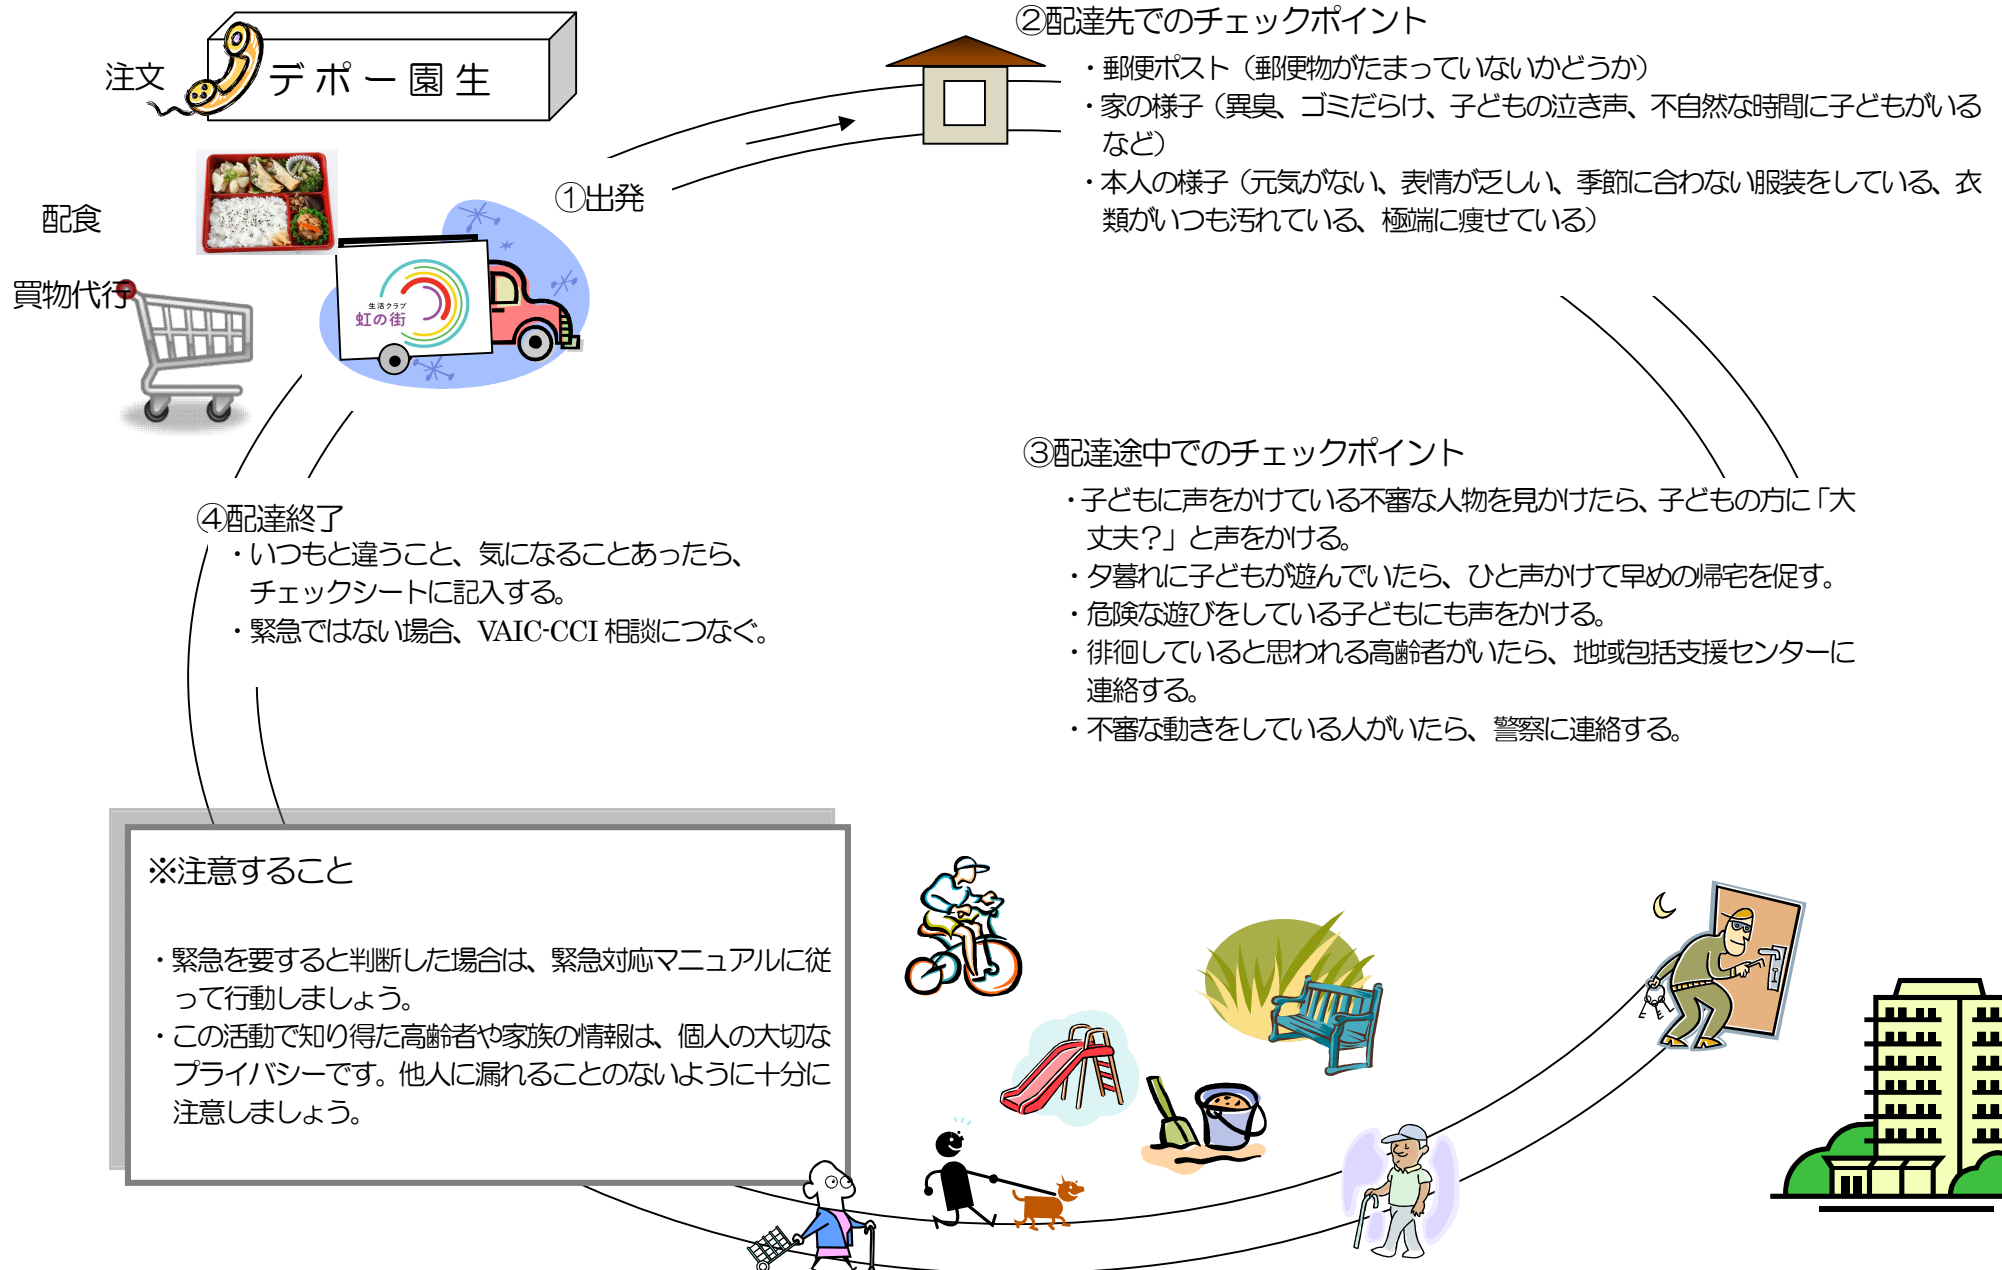 注文
デポー園生
配食
買物代行
生活クラブ
虹の街
①出発
②配達先でのチェックポイント
・郵便ポスト（郵便物がたまっていないかどうか）
・家の様子（異臭、ゴミだらけ、子どもの泣き声、不自然な時間に子どもがいる
など）
・本人の様子（元気がない、表情が乏しい、季節に合わない服装をしている、衣
類がいつも汚れている、極端に痩せている）
③配達途中でのチェックポイント
・子どもに声をかけている不審な人物を見かけたら、子どもの方に「大
丈夫？」と声をかける。
・夕暮れに子どもが遊んでいたら、ひと声かけて早めの帰宅を促す。
・危険な遊びをしている子どもにも声をかける。
・徘徊していると思われる高齢者がいたら、地域包括支援センターに
連絡する。
・不審な動きをしている人がいたら、警察に連絡する。
④配達終了
・いつもと違うこと、気になることあったら、
チェックシートに記入する。
・緊急ではない場合、VAIC-CCI 相談につなぐ。
※注意すること
・緊急を要すると判断した場合は、緊急対応マニュアルに従
って行動しましょう。
・この活動で知り得た高齢者や家族の情報は、個人の大切な
プライバシーです。他人に漏れることのないように十分に
注意しましょう。